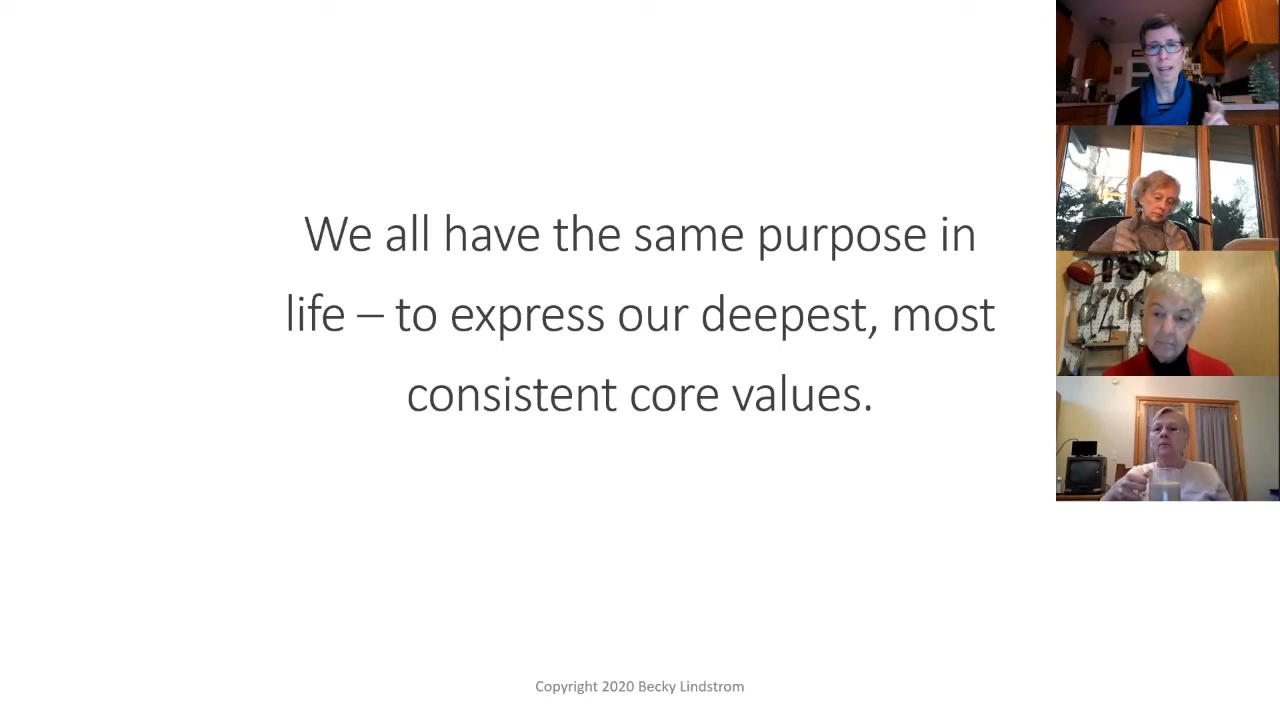 We all have the same purpose in
life – to express our deepest, most
consistent core values.
Copyright 2020 Becky Lindstrom